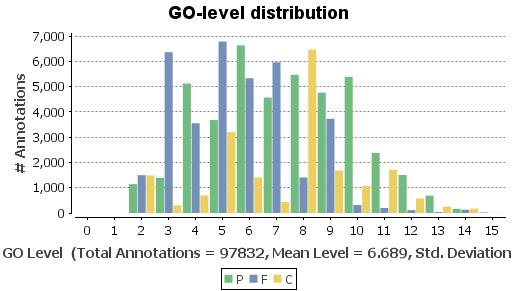 GO-level distribution
# Annotations
7,000
6,000
5,000
4,000
3,000
2,000
1,000
0
0 1 2 3 4 5 6 7 8 9 10 11 12 13 14 15
GO Level (Total Annotations = 97832, Mean Level = 6.689, Std. Deviation
P F C